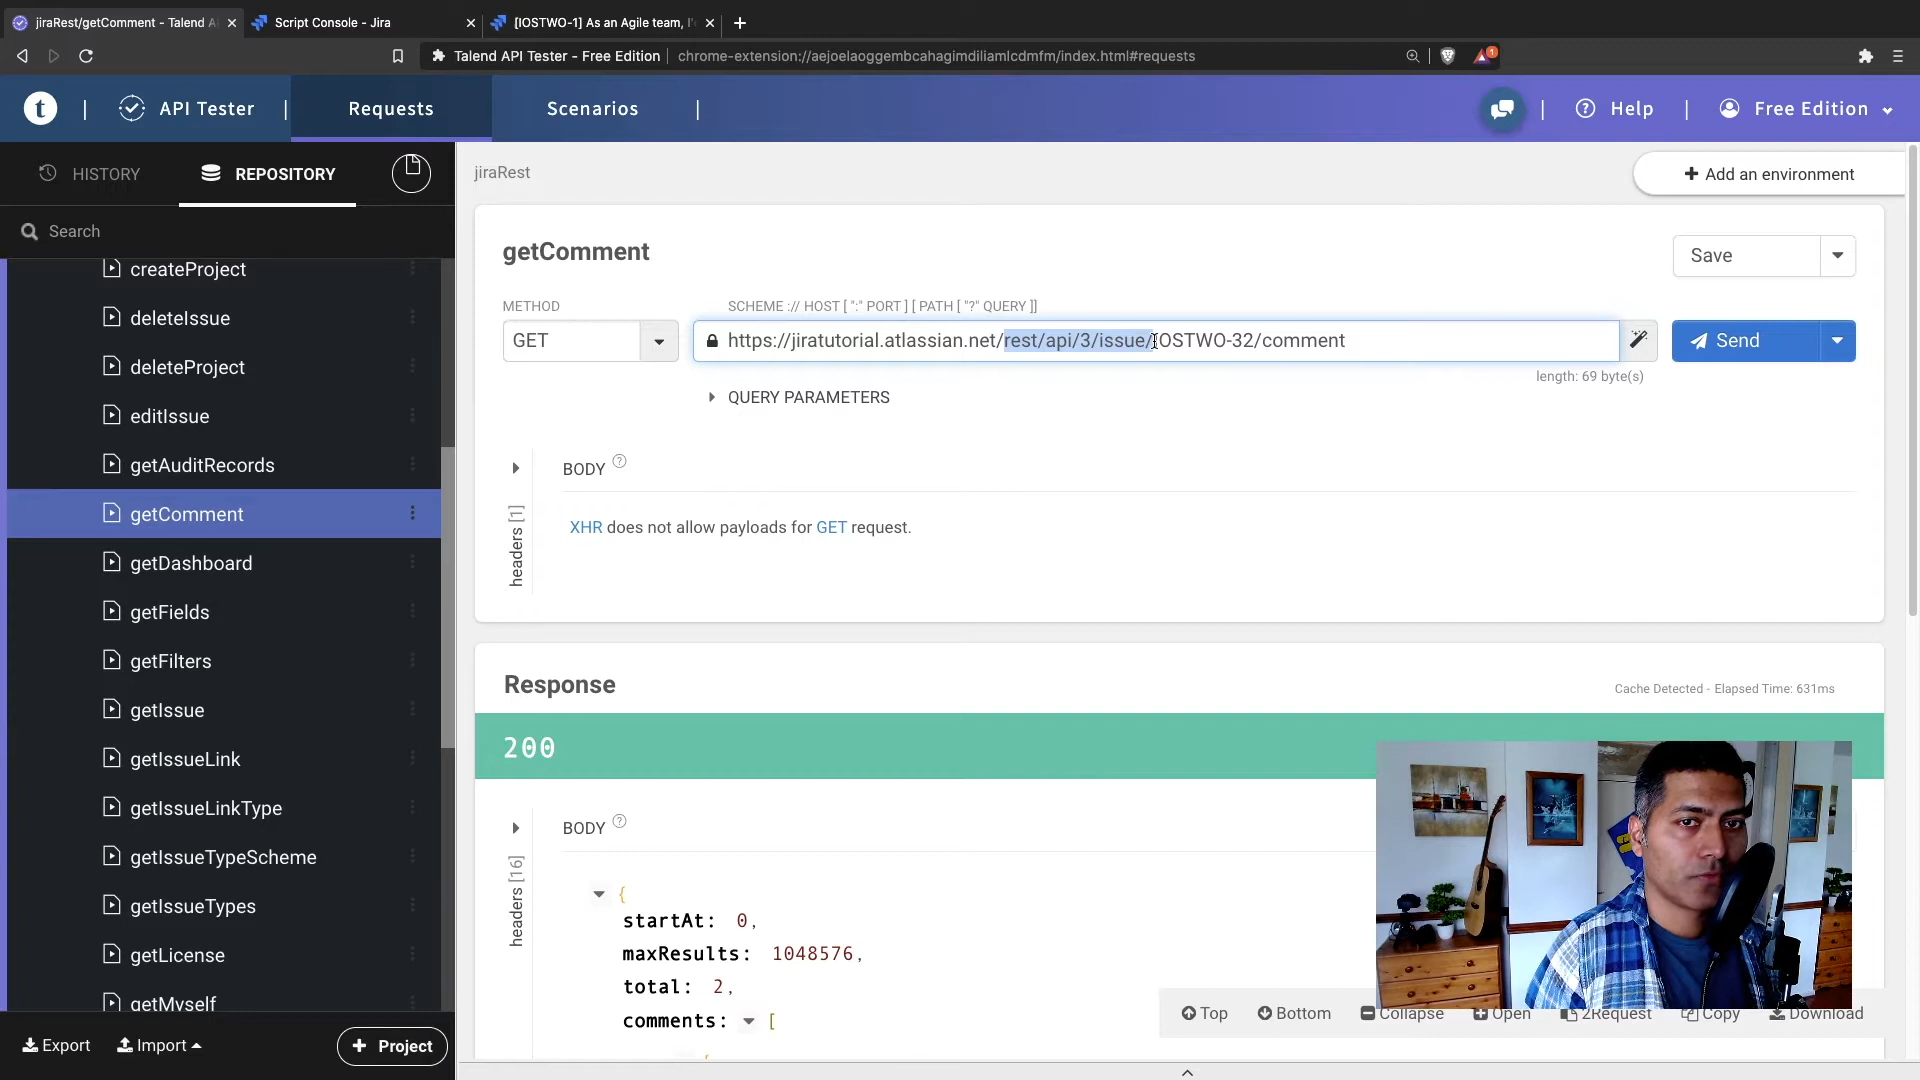 jiraRest/getComment - Talend A
Script Console - Jira
[IOSTWO-1] As an Agile team, I'
Talend API Tester - Free Edition
chrome-extension://aejoelaoggembcahagimdiliamlcdmfm/index.html#requests
1
t
API Tester
Requests
Scenarios
Help
Free Edition
HISTORY
REPOSITORY
jiraRest
+ Add an environment
Search
createProject
deleteIssue
deleteProject
editIssue
getAuditRecords
getComment
getDashboard
getFields
getFilters
getIssue
getIssueLink
getIssueLinkType
getIssueTypeScheme
getIssueTypes
getLicense
getMyself
Export
Import
+ Project
getComment
Save
METHOD
SCHEME :// HOST [ ":" PORT ] [ PATH [ "?" QUERY ]]
GET
https://jiratutorial.atlassian.net/rest/api/3/issue/IOSTWO-32/comment
Send
length: 69 byte(s)
QUERY PARAMETERS
BODY ?
headers [1]
XHR does not allow payloads for GET request.
Response
Cache Detected - Elapsed Time: 631ms
200
BODY ?
headers [16]
{
startAt: 0,
maxResults: 1048576,
total: 2,
comments: [
{
Top
Bottom
Collapse
Open
2Request
Copy
Download